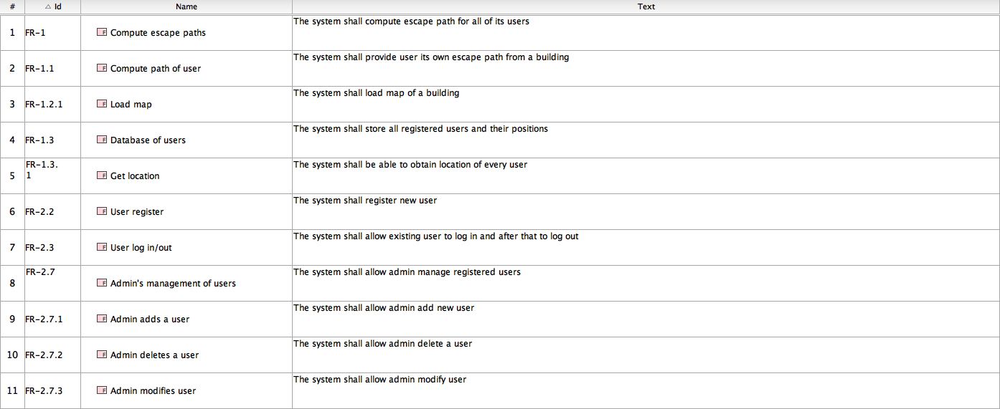 # △ Id Name Text
1 FR-1 F Compute escape paths The system shall compute escape path for all of its users
2 FR-1.1 F Compute path of user The system shall provide user its own escape path from a building
3 FR-1.2.1 F Load map The system shall load map of a building
4 FR-1.3 F Database of users The system shall store all registered users and their positions
5 FR-1.3.
1 F Get location The system shall be able to obtain location of every user
6 FR-2.2 F User register The system shall register new user
7 FR-2.3 F User log in/out The system shall allow existing user to log in and after that to log out
8 FR-2.7 F Admin's management of users The system shall allow admin manage registered users
9 FR-2.7.1 F Admin adds a user The system shall allow admin add new user
10 FR-2.7.2 F Admin deletes a user The system shall allow admin delete a user
11 FR-2.7.3 F Admin modifies user The system shall allow admin modify user